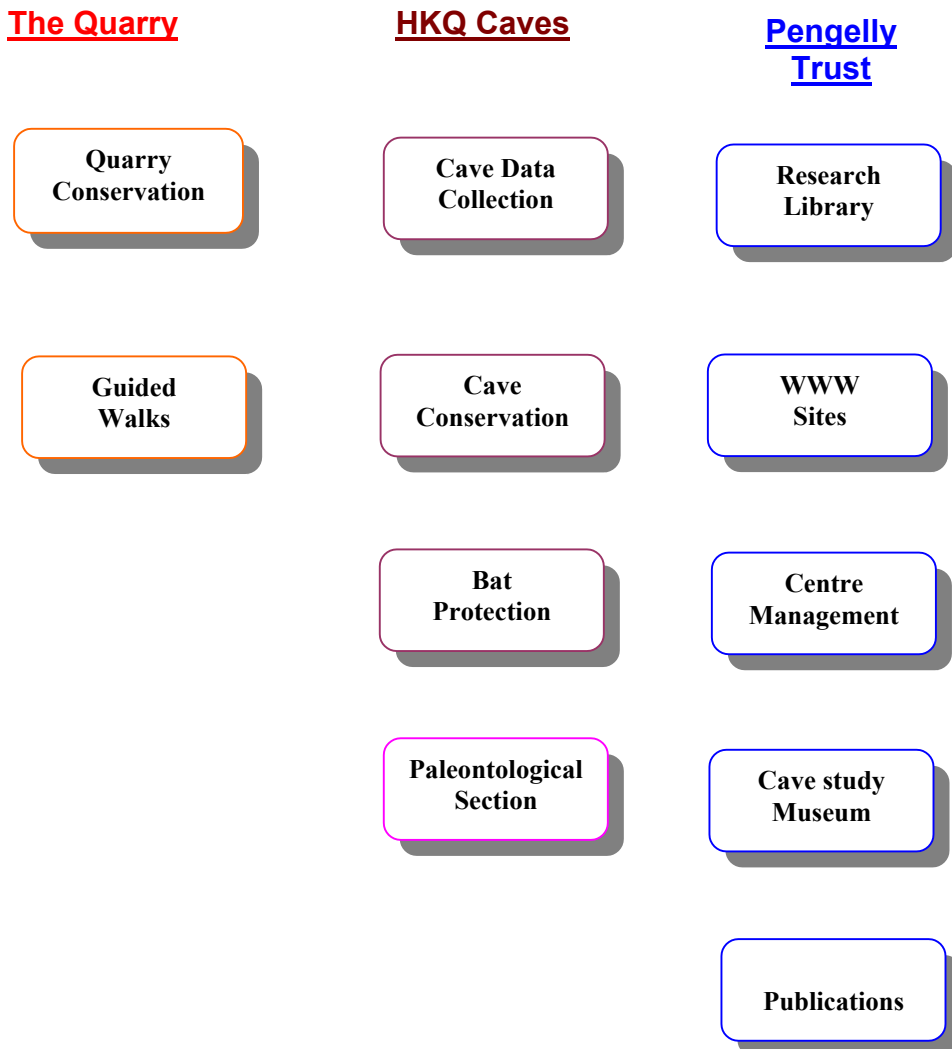 The Quarry
Quarry
Conservation
Guided
Walks
HKQ Caves
Cave Data
Collection
Cave
Conservation
Bat
Protection
Paleontological
Section
Pengelly
Trust
Research
Library
WWW
Sites
Centre
Management
Cave study
Museum
Publications